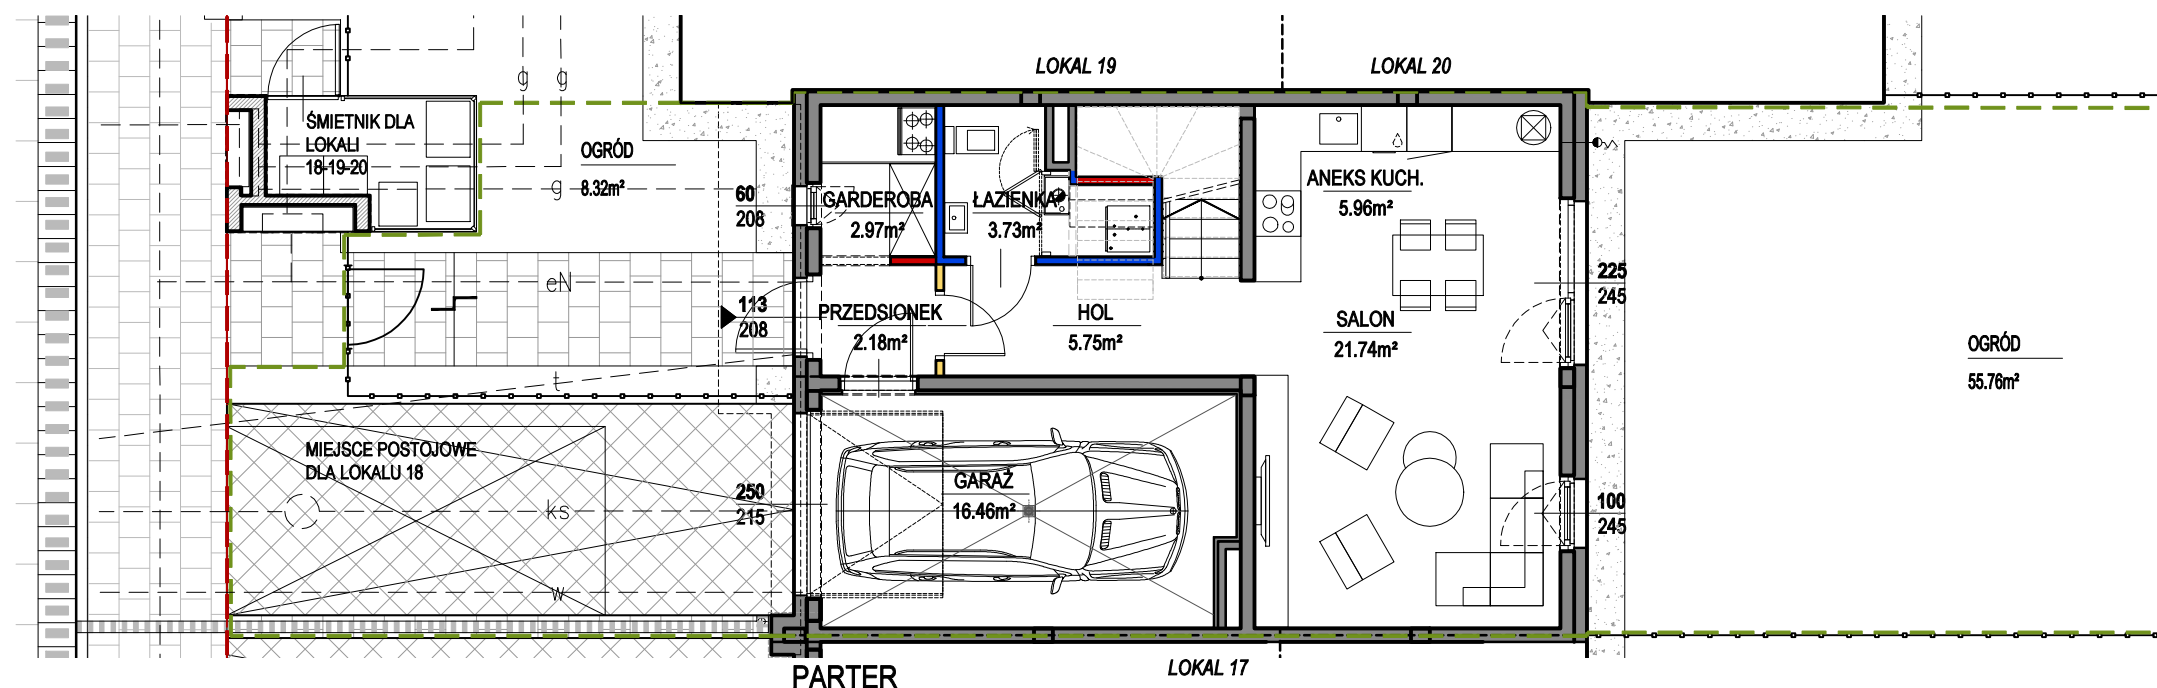 LOKAL 19
LOKAL 20
g
g
ŚMIETNIK DLA
LOKALI
18-19-20
OGRÓD
8.32m²
g
60
208
GARDEROBA
2.97m²
ŁAZIENKA
3.73m²
ANEKS KUCH.
5.96m²
eN
113
208
PRZEDSIONEK
2.18m²
HOL
5.75m²
SALON
21.74m²
225
245
OGRÓD
55.76m²
t
MIEJSCE POSTOJOWE
DLA LOKALU 18
ks
250
215
GARAŻ
16.46m²
100
245
w
PARTER
LOKAL 17